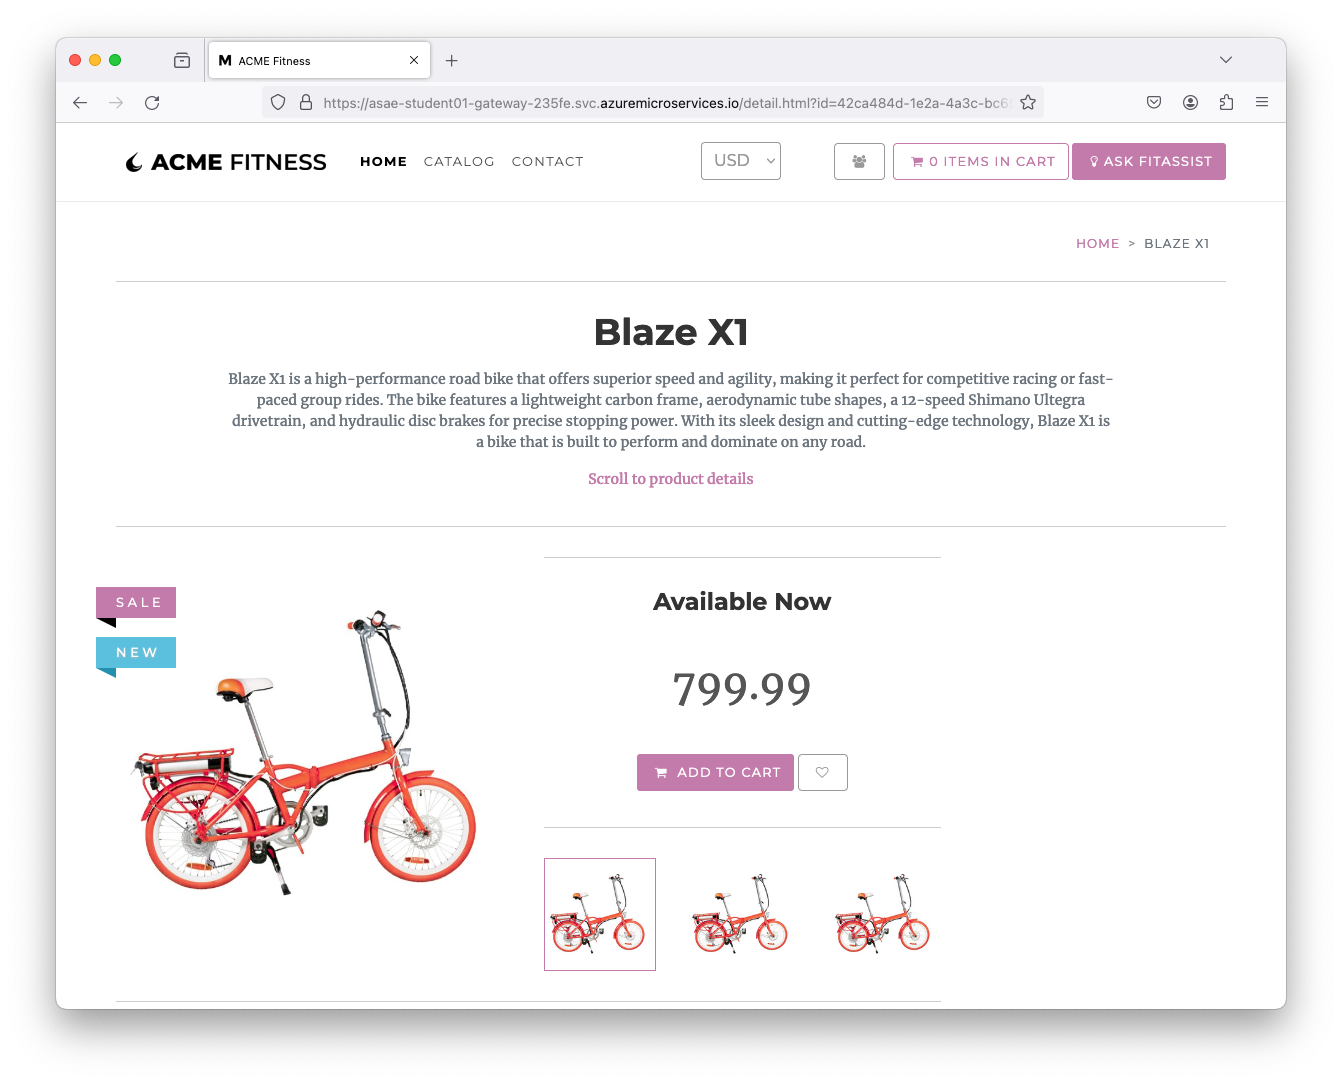 M ACME Fitness
https://asae-student01-gateway-235fe.svc.azuremicroservices.io/detail.html?id=42ca484d-1e2a-4a3c-bc6
ACME FITNESS HOME CATALOG CONTACT USD 0 ITEMS IN CART ASK FITASSIST
HOME > BLAZE X1
Blaze X1
Blaze X1 is a high-performance road bike that offers superior speed and agility, making it perfect for competitive racing or fast-
paced group rides. The bike features a lightweight carbon frame, aerodynamic tube shapes, a 12-speed Shimano Ultegra
drivetrain, and hydraulic disc brakes for precise stopping power. With its sleek design and cutting-edge technology, Blaze X1 is
a bike that is built to perform and dominate on any road.
Scroll to product details
SALE
NEW
Available Now
799.99
ADD TO CART